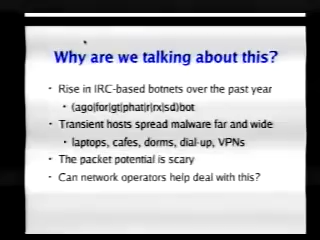 Why are we talking about this?
· Rise in IRC-based botnets over the past year
· (ago|for|gt|phat|r|rx|sd)bot
· Transient hosts spread malware far and wide
· laptops, cafes, dorms, dial-up, VPNs
· The packet potential is scary
· Can network operators help deal with this?